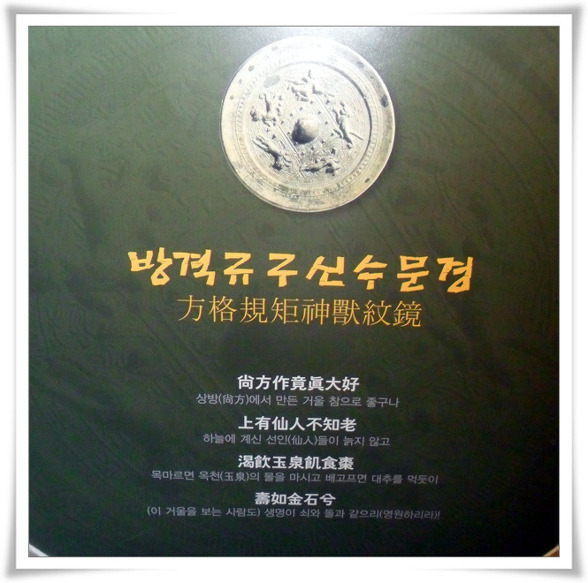 방격규구신수문경
方格規矩神獸紋鏡
尙方作竟眞大好
상방(尙方)에서 만든 거울 참으로 좋구나
上有仙人不知老
하늘에 계신 선인(仙人)들이 늙지 않고
渴飮玉泉飢食棗
목마르면 옥천(玉泉)의 물을 마시고 배고프면 대추를 먹듯이
壽如金石兮
(이 거울을 보는 사람도) 생명이 쇠와 돌과 같으리(영원하리라)!